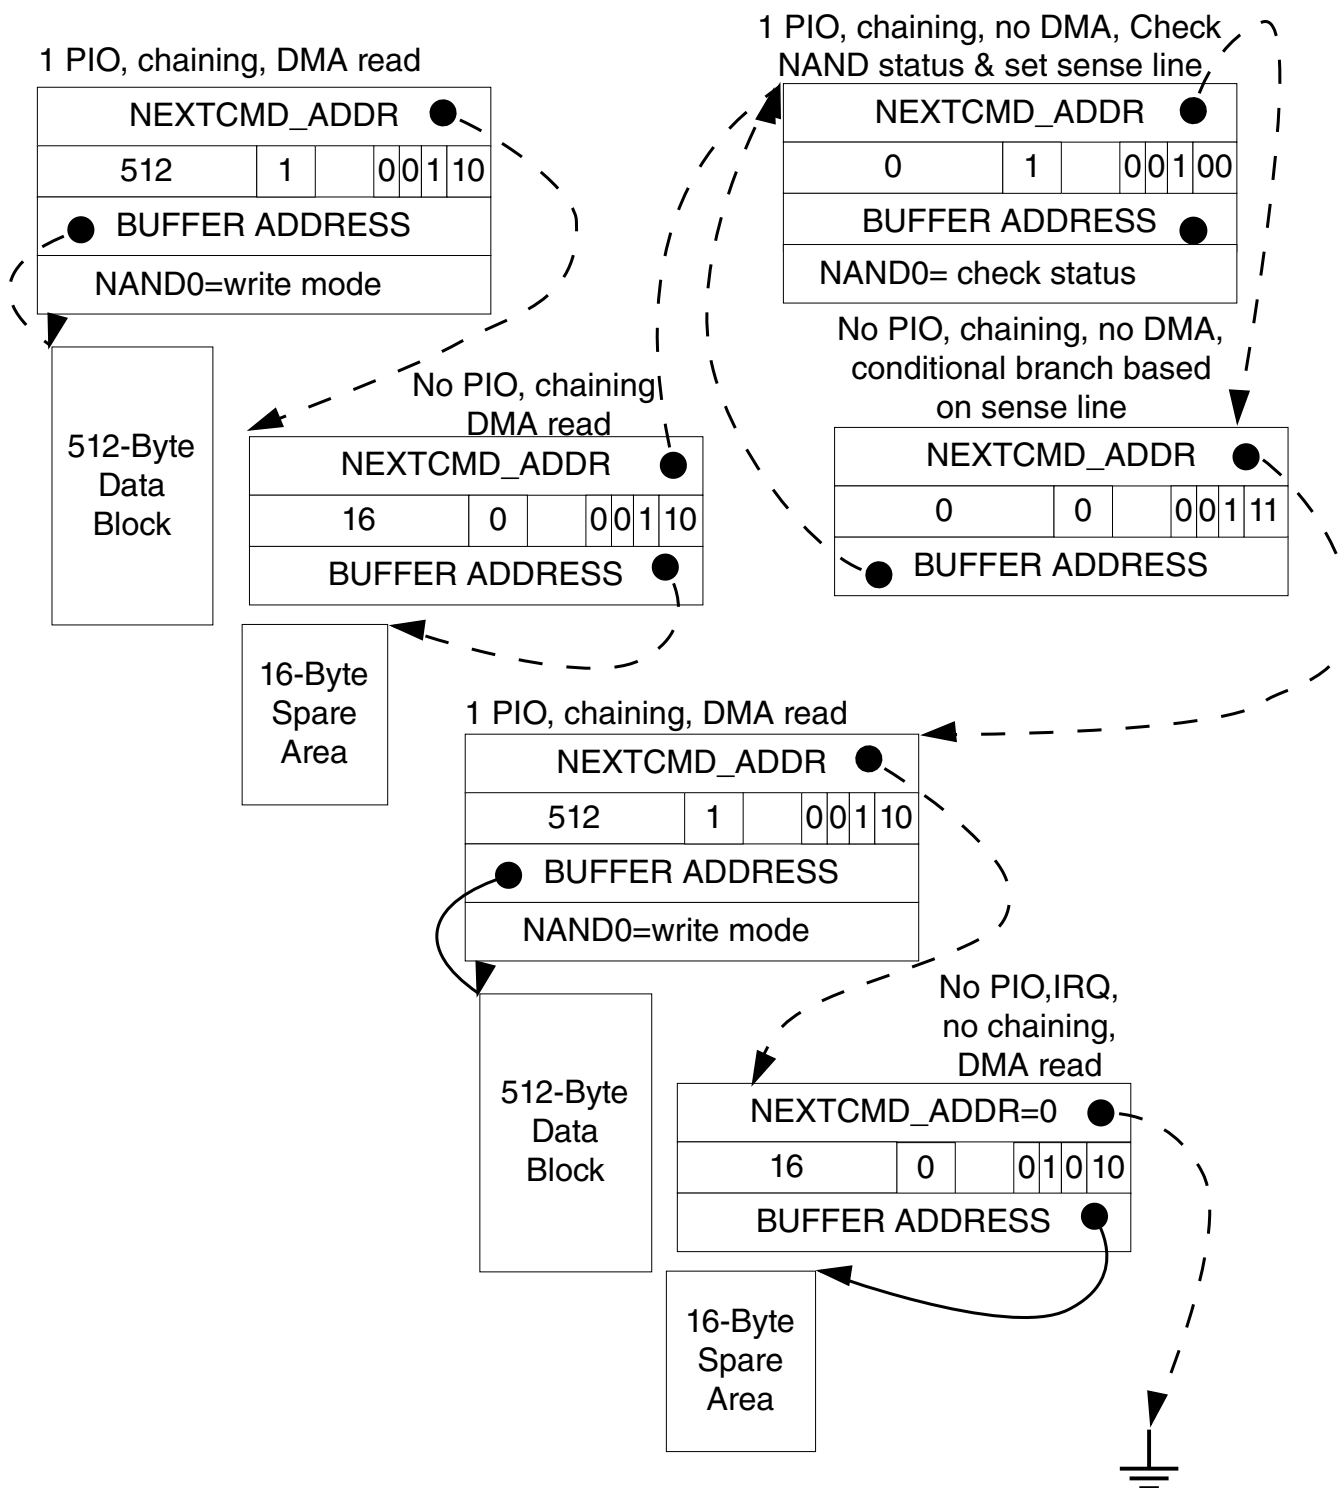 1 PIO, chaining, DMA read
NEXTCMD_ADDR
512 1 0 0 1 10
BUFFER ADDRESS
NAND0=write mode
512-Byte
Data
Block
No PIO, chaining
DMA read
NEXTCMD_ADDR
16 0 0 0 1 10
BUFFER ADDRESS
16-Byte
Spare
Area
1 PIO, chaining, no DMA, Check
NAND status & set sense line
NEXTCMD_ADDR
0 1 0 0 1 00
BUFFER ADDRESS
NAND0= check status
No PIO, chaining, no DMA,
conditional branch based
on sense line
NEXTCMD_ADDR
0 0 0 0 1 11
BUFFER ADDRESS
1 PIO, chaining, DMA read
NEXTCMD_ADDR
512 1 0 0 1 10
BUFFER ADDRESS
NAND0=write mode
512-Byte
Data
Block
No PIO,IRQ,
no chaining,
DMA read
NEXTCMD_ADDR=0
16 0 0 1 0 10
BUFFER ADDRESS
16-Byte
Spare
Area